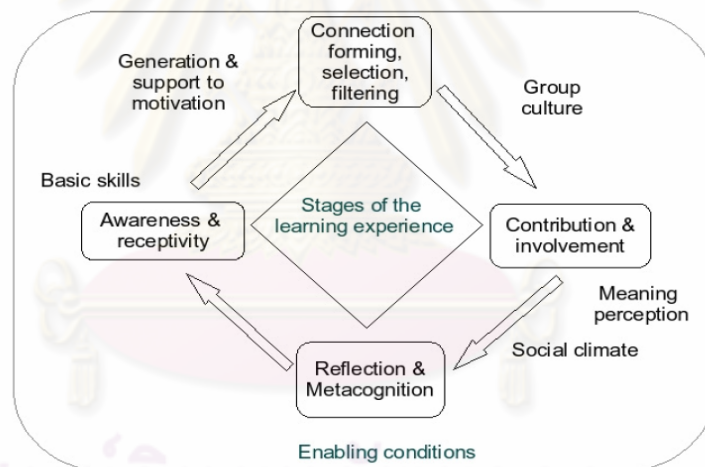 Connection
forming,
selection,
filtering
Generation &
support to
motivation
Group
culture
Basic skills
Awareness &
receptivity
Stages of the
learning experience
Contribution &
involvement
Meaning
perception
Social climate
Reflection &
Metacognition
Enabling conditions